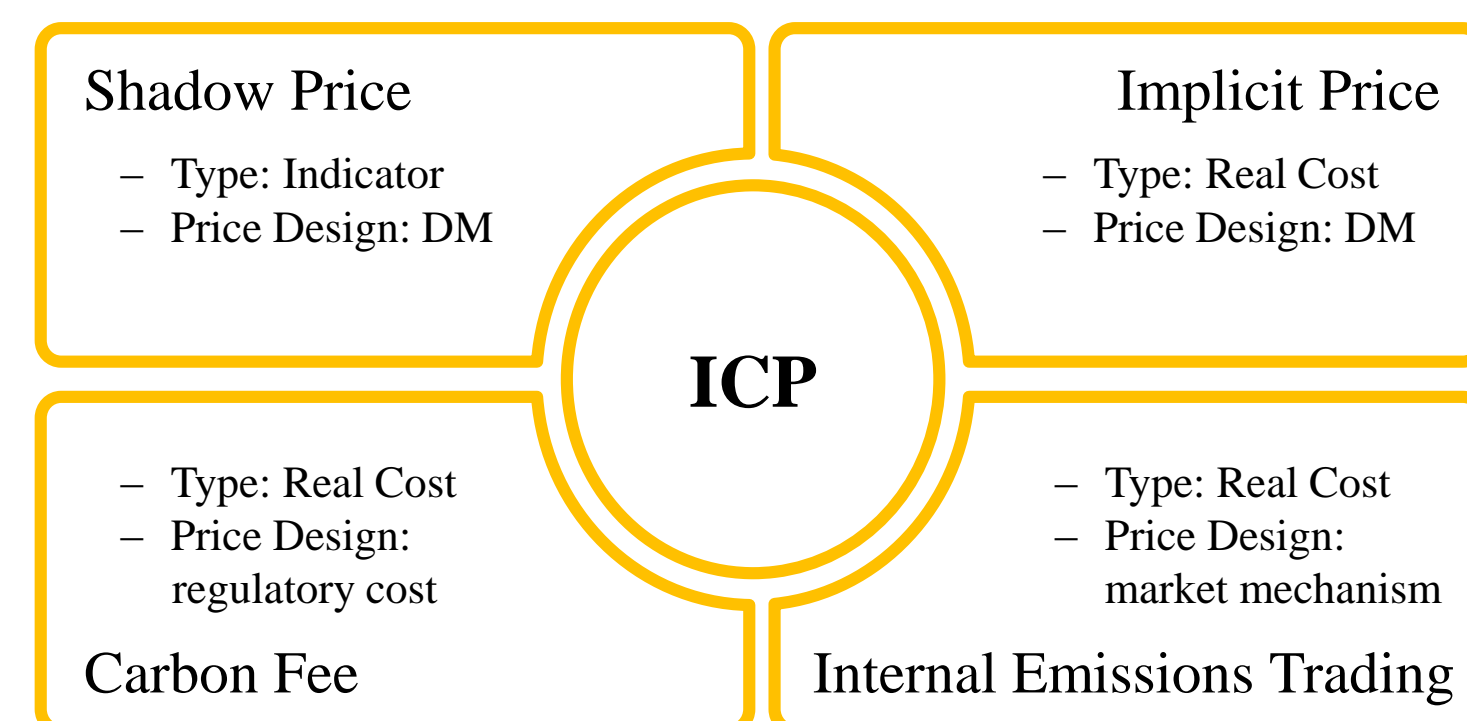 Shadow Price
– Type: Indicator
– Price Design: DM
Implicit Price
– Type: Real Cost
– Price Design: DM
ICP
– Type: Real Cost
– Price Design:
regulatory cost
Carbon Fee
– Type: Real Cost
– Price Design:
market mechanism
Internal Emissions Trading